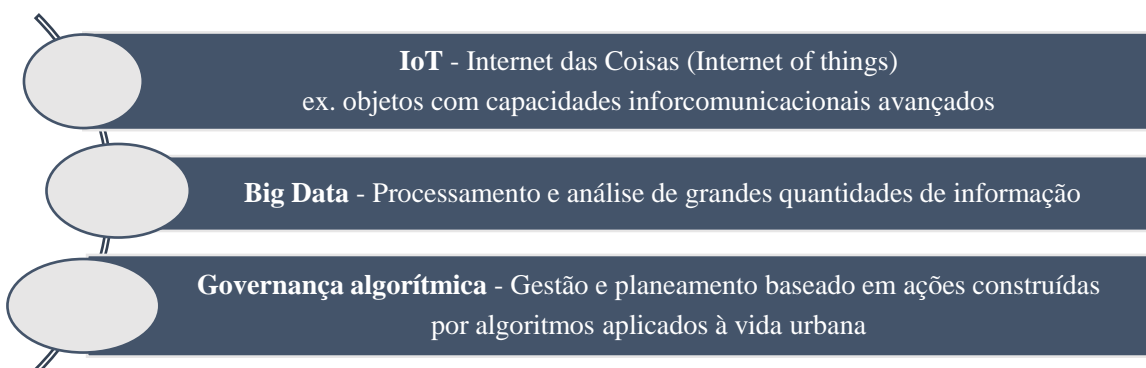 IoT - Internet das Coisas (Internet of things)
ex. objetos com capacidades inforcomunicacionais avançados
Big Data - Processamento e análise de grandes quantidades de informação
Governança algorítmica - Gestão e planeamento baseado em ações construídas
por algoritmos aplicados à vida urbana